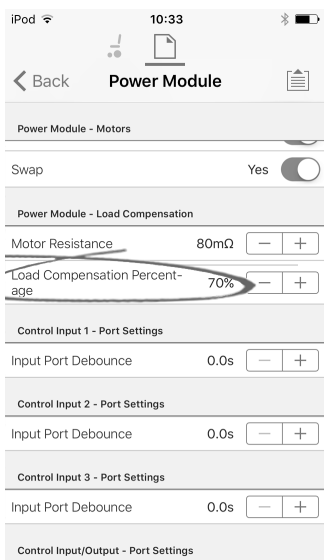 iPod 10:33
Back Power Module
Power Module - Motors
Swap Yes
Power Module - Load Compensation
Motor Resistance 80mΩ — +
Load Compensation Percent-
age 70% — +
Control Input 1 - Port Settings
Input Port Debounce 0.0s — +
Control Input 2 - Port Settings
Input Port Debounce 0.0s — +
Control Input 3 - Port Settings
Input Port Debounce 0.0s — +
Control Input/Output - Port Settings